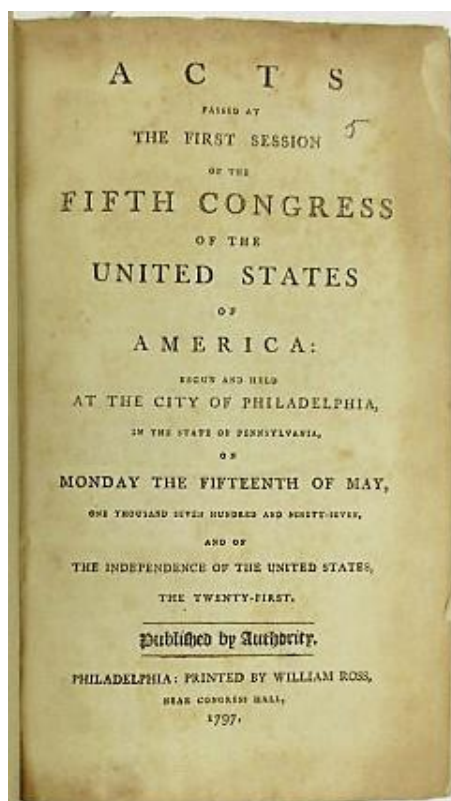 ACTS
PASSED AT
THE FIRST SESSION
OF THE
FIFTH CONGRESS
OF THE
UNITED STATES
OF
AMERICA:
BEGUN AND HELD
AT THE CITY OF PHILADELPHIA,
IN THE STATE OF PENNSYLVANIA,
ON
MONDAY THE FIFTEENTH OF MAY,
ONE THOUSAND SEVEN HUNDRED AND NINETY-SEVEN,
AND OF
THE INDEPENDENCE OF THE UNITED STATES,
THE TWENTY-FIRST.
Published by Authority.
PHILADELPHIA: PRINTED BY WILLIAM ROSS,
NEAR CONGRESS HALL,
1797.